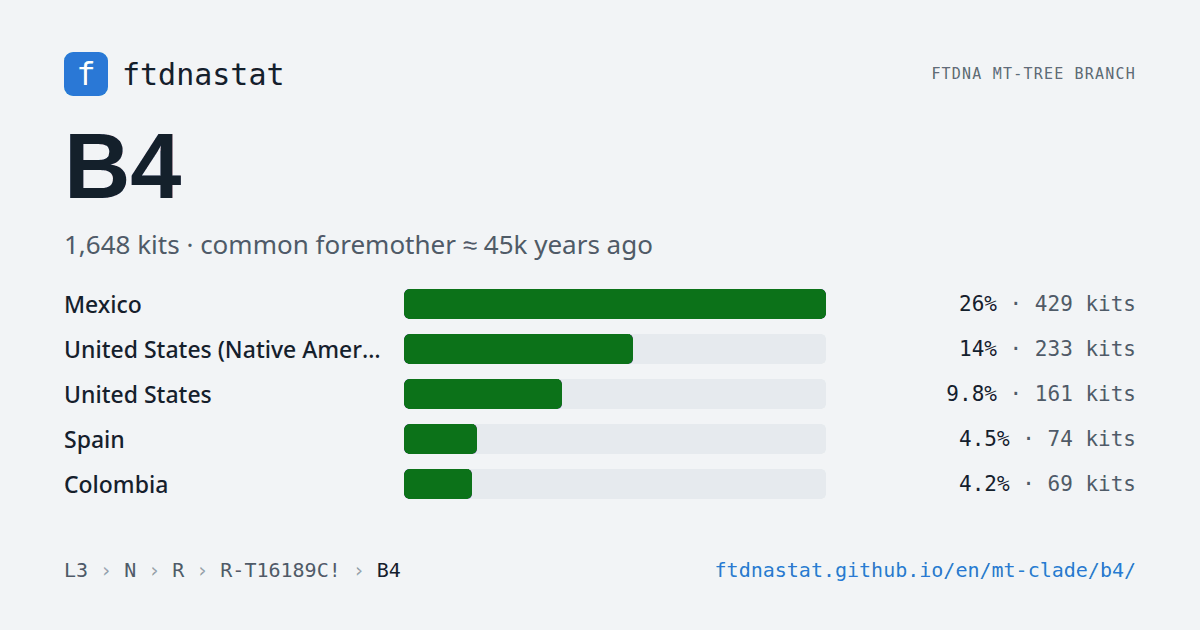 f ftdnastat
FTDNA MT-TREE BRANCH
B4
1,648 kits · common foremother ≈ 45k years ago
Mexico 26% · 429 kits
United States (Native Amer... 14% · 233 kits
United States 9.8% · 161 kits
Spain 4.5% · 74 kits
Colombia 4.2% · 69 kits
L3 › N › R › R-T16189C! › B4
ftdnastat.github.io/en/mt-clade/b4/